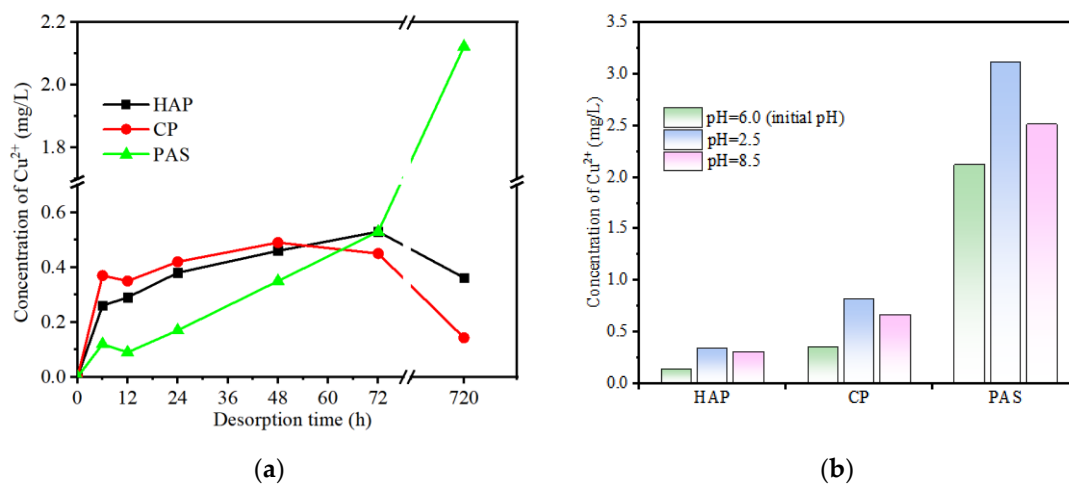 2.2
2.0
1.8
0.6
0.4
0.2
0.0
Concentration of Cu²⁺ (mg/L)
HAP
CP
PAS
0 12 24 36 48 60 72 720
Desorption time (h)
(a)
3.5
3.0
2.5
2.0
1.5
1.0
0.5
0.0
Concentration of Cu²⁺ (mg/L)
pH=6.0 (initial pH)
pH=2.5
pH=8.5
HAP CP PAS
(b)